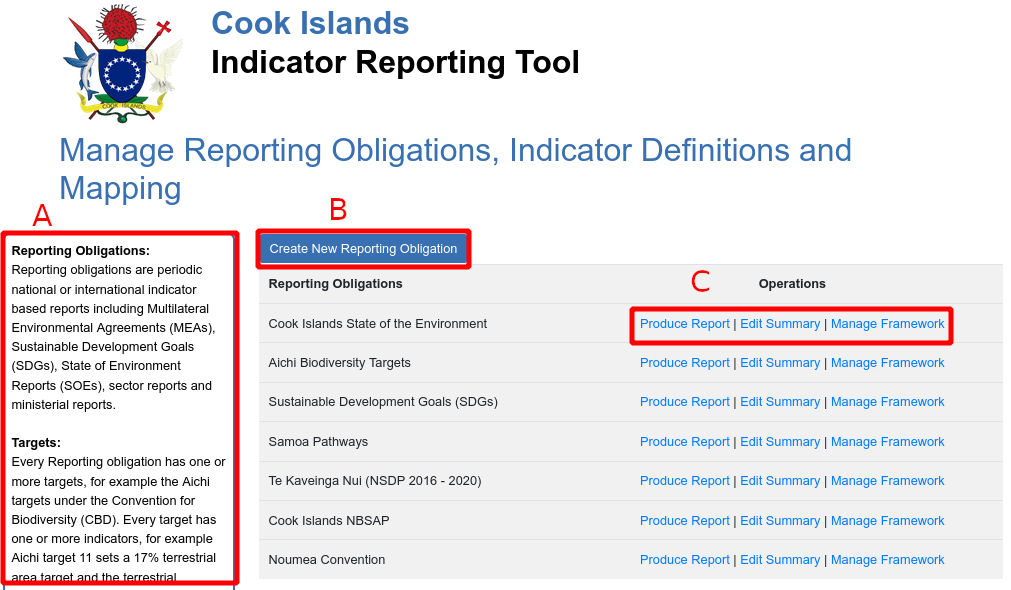 Cook Islands
Indicator Reporting Tool
COOK ISLANDS
Manage Reporting Obligations, Indicator Definitions and
Mapping
A
Reporting Obligations:
Reporting obligations are periodic
national or international indicator
based reports including Multilateral
Environmental Agreements (MEAs),
Sustainable Development Goals
(SDGs), State of Environment
Reports (SOEs), sector reports and
ministerial reports.
Targets:
Every Reporting obligation has one or
more targets, for example the Aichi
targets under the Convention for
Biodiversity (CBD). Every target has
one or more indicators, for example
Aichi target 11 sets a 17% terrestrial
area target and the terrestrial
B
Create New Reporting Obligation
C
Reporting Obligations Operations
Cook Islands State of the Environment Produce Report | Edit Summary | Manage Framework
Aichi Biodiversity Targets Produce Report | Edit Summary | Manage Framework
Sustainable Development Goals (SDGs) Produce Report | Edit Summary | Manage Framework
Samoa Pathways Produce Report | Edit Summary | Manage Framework
Te Kaveinga Nui (NSDP 2016 - 2020) Produce Report | Edit Summary | Manage Framework
Cook Islands NBSAP Produce Report | Edit Summary | Manage Framework
Noumea Convention Produce Report | Edit Summary | Manage Framework